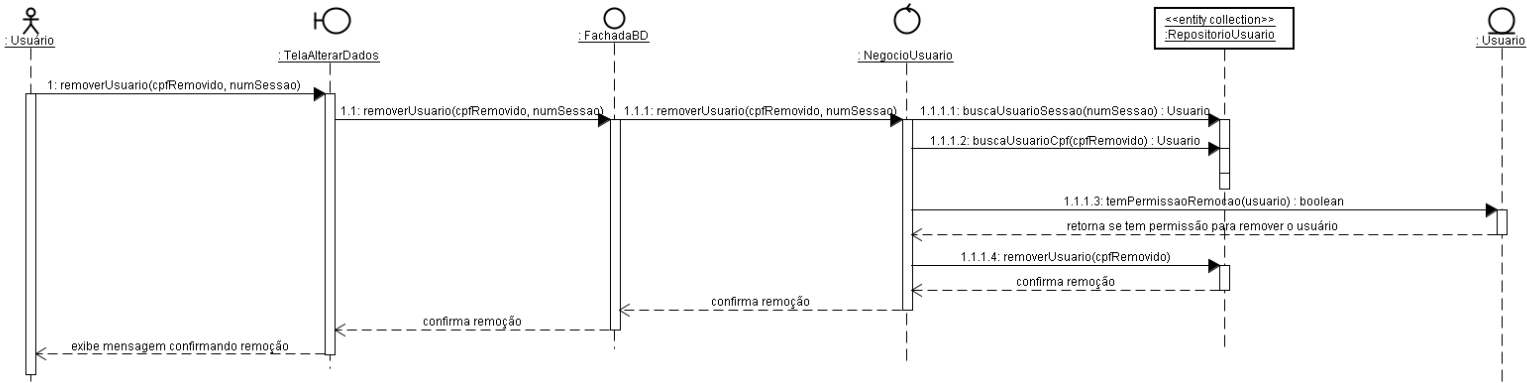 : Usuário
: TelaAlterarDados
: FachadaBD
: NegocioUsuario
<<entity collection>>
:RepositorioUsuario
: Usuario
1: removerUsuario(cpfRemovido, numSessao)
1.1: removerUsuario(cpfRemovido, numSessao)
1.1.1: removerUsuario(cpfRemovido, numSessao)
1.1.1.1: buscaUsuarioSessao(numSessao) : Usuario
1.1.1.2: buscaUsuarioCpf(cpfRemovido) : Usuario
1.1.1.3: temPermissaoRemocao(usuario) : boolean
retorna se tem permissão para remover o usuário
1.1.1.4: removerUsuario(cpfRemovido)
confirma remoção
confirma remoção
confirma remoção
exibe mensagem confirmando remoção